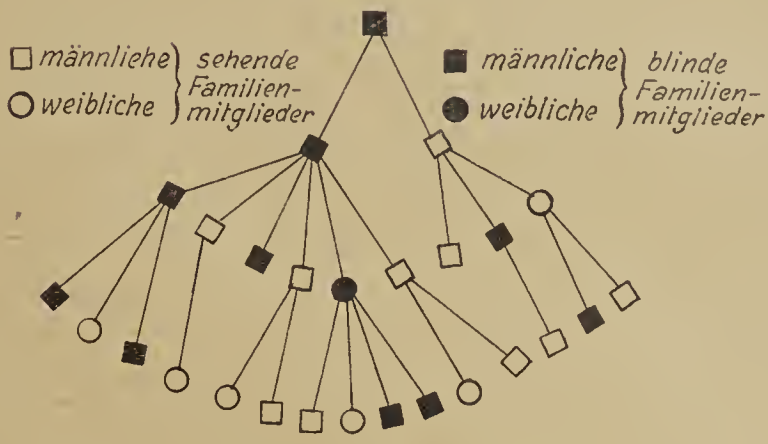 männliehe } sehende
Familien-
weibliche } mitglieder
männliche } blinde
Familien-
weibliche } mitglieder